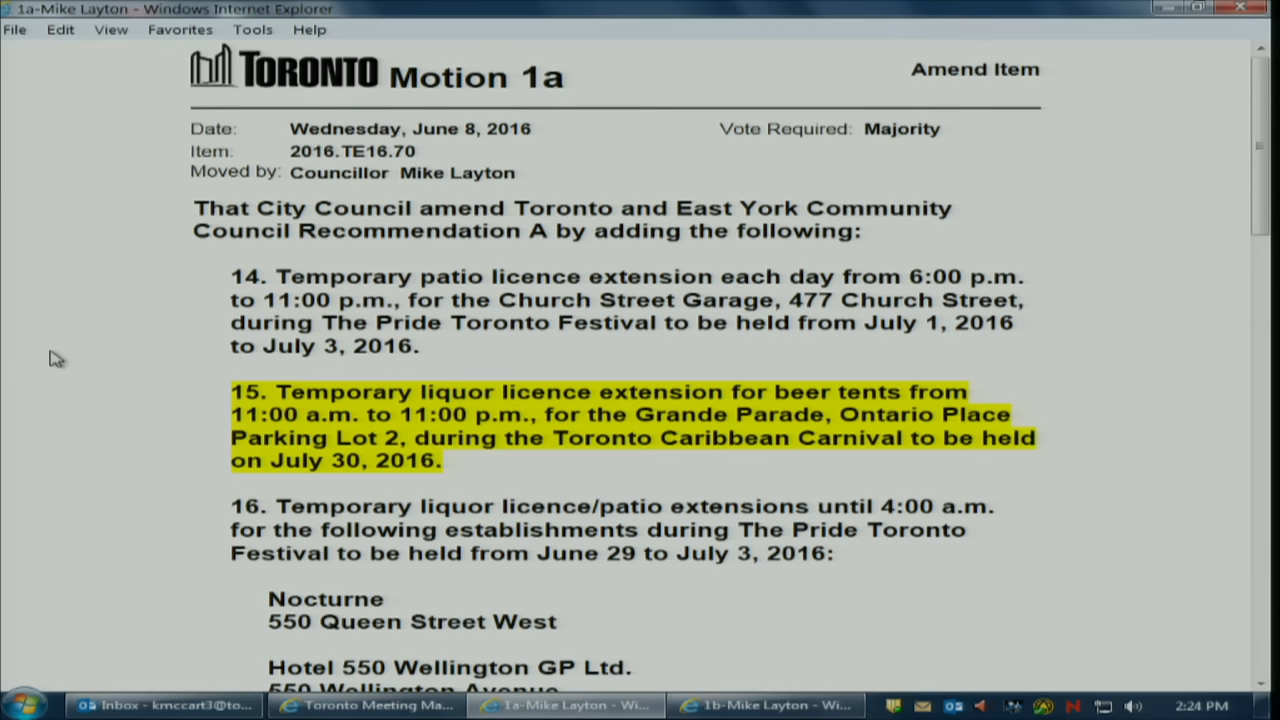 1a-Mike Layton - Windows Internet Explorer
File Edit View Favorites Tools Help
TORONTO Motion 1a
Amend Item
Date: Wednesday, June 8, 2016
Vote Required: Majority
Item: 2016.TE16.70
Moved by: Councillor Mike Layton
That City Council amend Toronto and East York Community
Council Recommendation A by adding the following:
14. Temporary patio licence extension each day from 6:00 p.m.
to 11:00 p.m., for the Church Street Garage, 477 Church Street,
during The Pride Toronto Festival to be held from July 1, 2016
to July 3, 2016.
15. Temporary liquor licence extension for beer tents from
11:00 a.m. to 11:00 p.m., for the Grande Parade, Ontario Place
Parking Lot 2, during the Toronto Caribbean Carnival to be held
on July 30, 2016.
16. Temporary liquor licence/patio extensions until 4:00 a.m.
for the following establishments during The Pride Toronto
Festival to be held from June 29 to July 3, 2016:
Nocturne
550 Queen Street West
Hotel 550 Wellington GP Ltd.
550 Wellington Avenue
Inbox - kmccart3@to... Toronto Meeting Ma... 1a-Mike Layton - Wi... 1b-Mike Layton - Wi... 2:24 PM